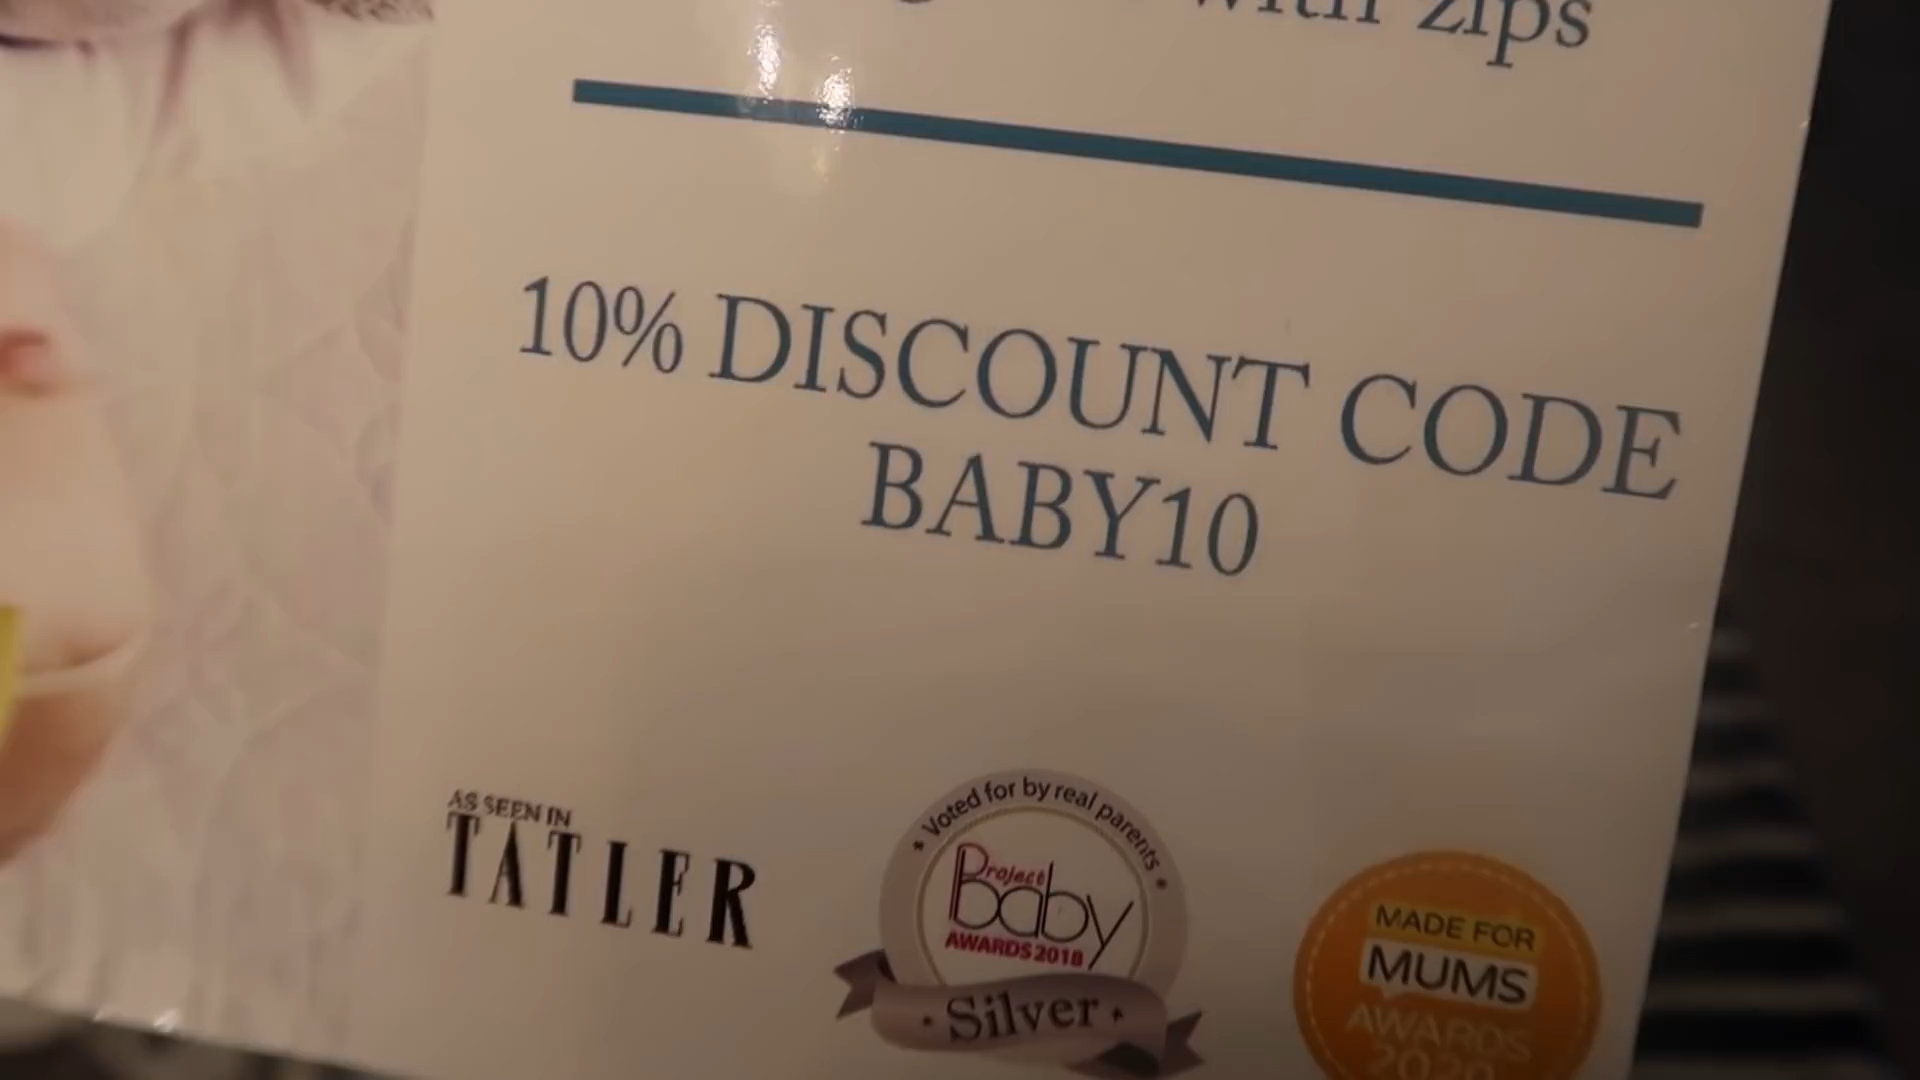 with zips
10% DISCOUNT CODE
BABY10
AS SEEN IN
TATLER
Voted for by real parents
Project
baby
AWARDS 2018
Silver
MADE FOR
MUMS
AWARDS
2020